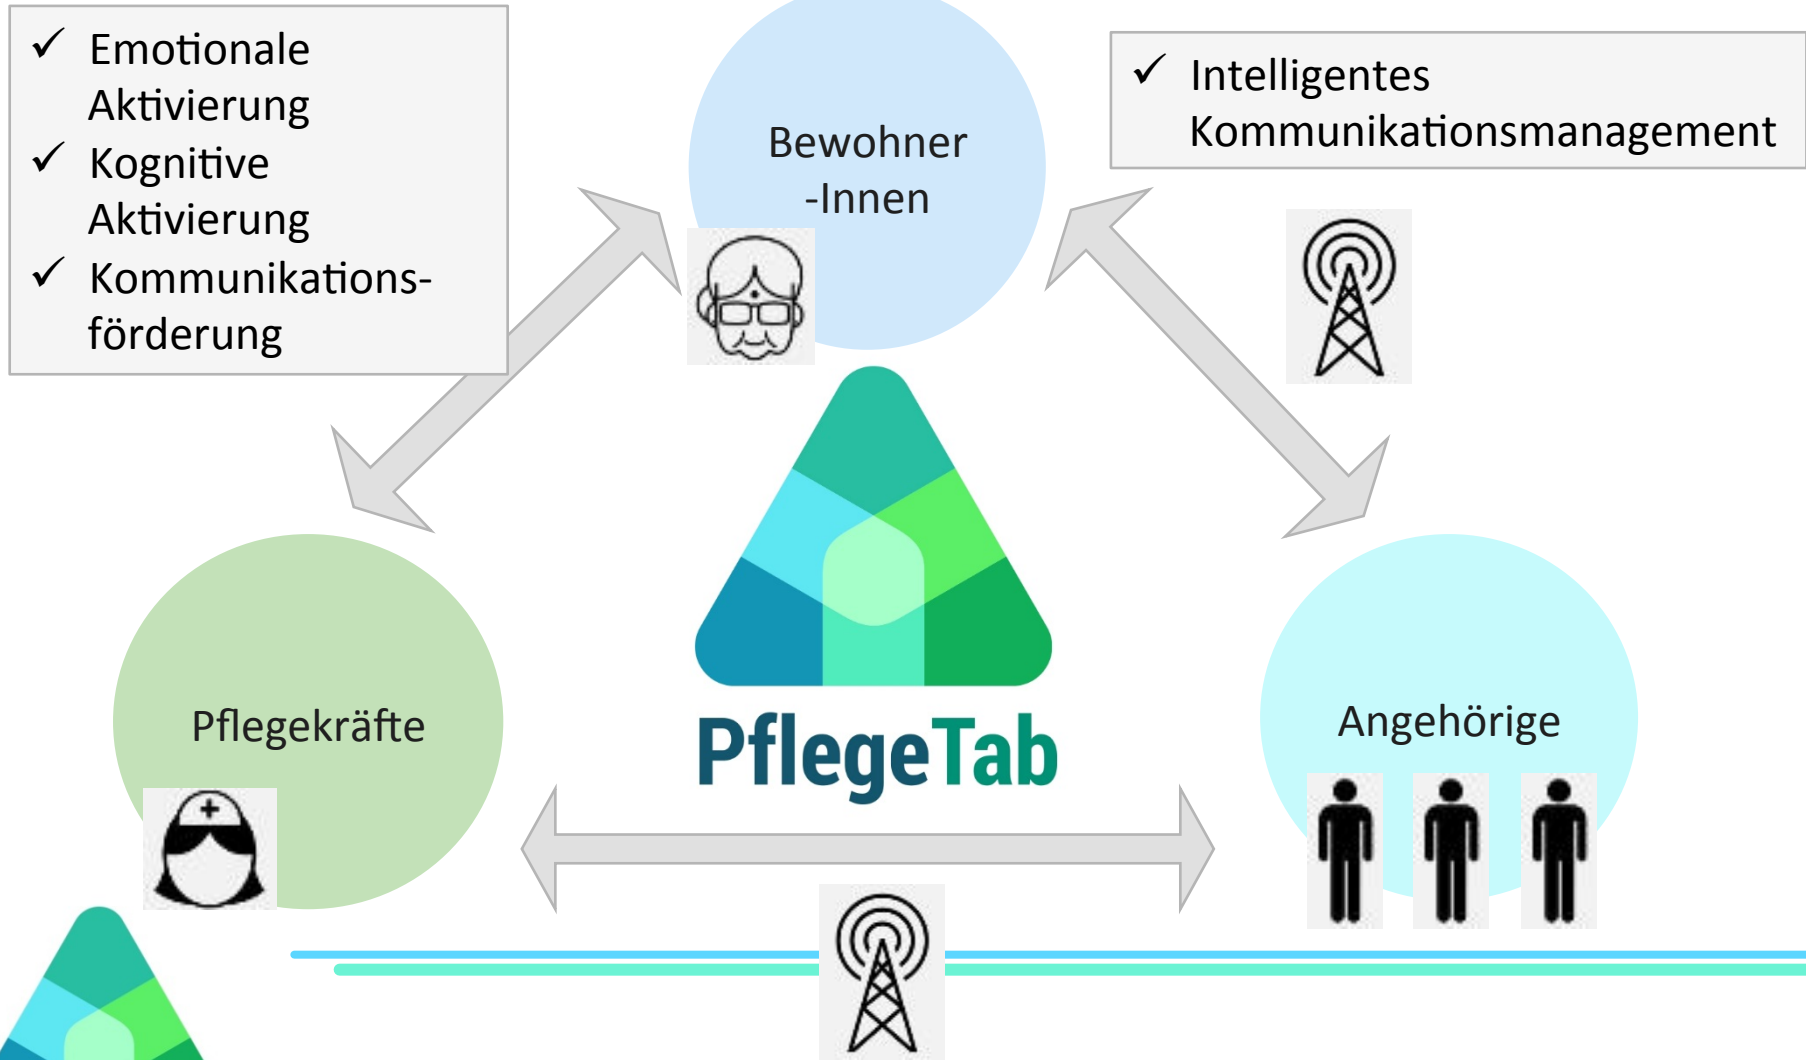 ✓ Emotionale
Aktivierung
✓ Kognitive
Aktivierung
✓ Kommunikations-
förderung
Bewohner
-Innen
✓ Intelligentes
Kommunikationsmanagement
Pflegekräfte
PflegeTab
Angehörige